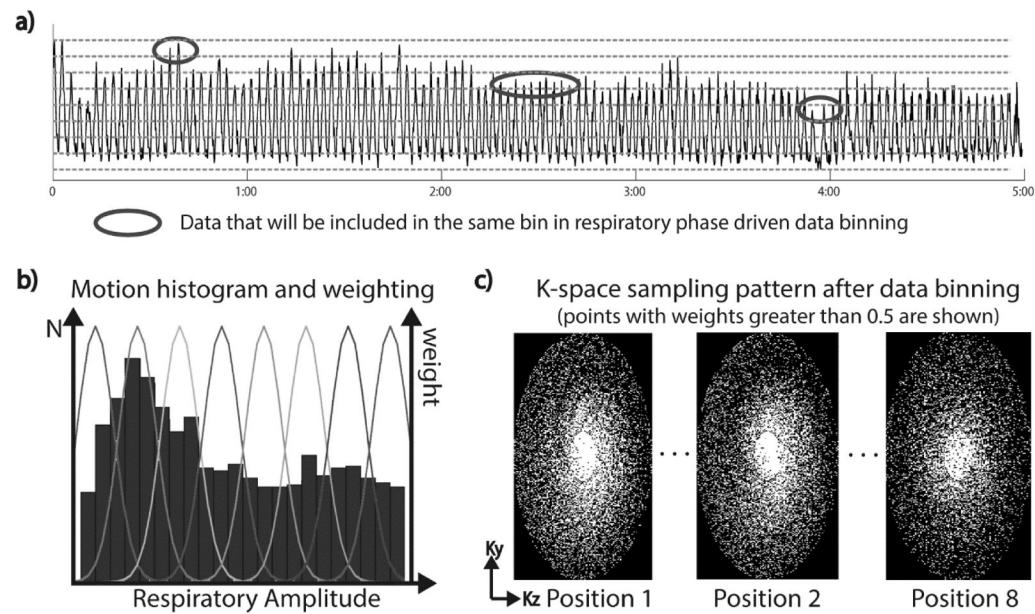 a)
0 1:00 2:00 3:00 4:00 5:00
Data that will be included in the same bin in respiratory phase driven data binning
b)
Motion histogram and weighting
N
weight
Respiratory Amplitude
c)
K-space sampling pattern after data binning
(points with weights greater than 0.5 are shown)
... ...
Ky
Kz Position 1 Position 2 Position 8